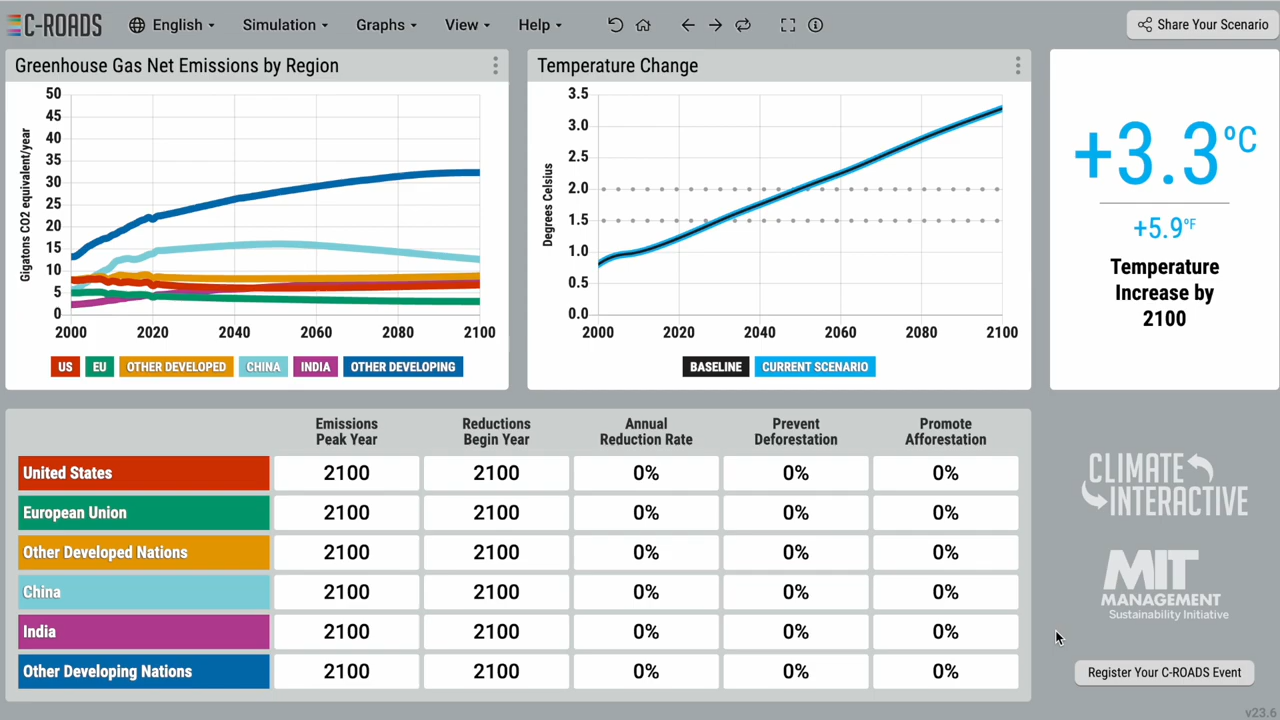 C-ROADS English Simulation Graphs View Help Share Your Scenario
Greenhouse Gas Net Emissions by Region
Gigatons CO2 equivalent/year
50
45
40
35
30
25
20
15
10
5
0
2000 2020 2040 2060 2080 2100
US EU OTHER DEVELOPED CHINA INDIA OTHER DEVELOPING
Temperature Change
Degrees Celsius
3.5
3.0
2.5
2.0
1.5
1.0
0.5
0.0
2000 2020 2040 2060 2080 2100
BASELINE CURRENT SCENARIO
+3.3°C
+5.9°F
Temperature
Increase by
2100
Emissions Peak Year
Reductions Begin Year
Annual Reduction Rate
Prevent Deforestation
Promote Afforestation
United States 2100 2100 0% 0% 0%
European Union 2100 2100 0% 0% 0%
Other Developed Nations 2100 2100 0% 0% 0%
China 2100 2100 0% 0% 0%
India 2100 2100 0% 0% 0%
Other Developing Nations 2100 2100 0% 0% 0%
CLIMATE
INTERACTIVE
MIT
MANAGEMENT
Sustainability Initiative
Register Your C-ROADS Event
v23.6